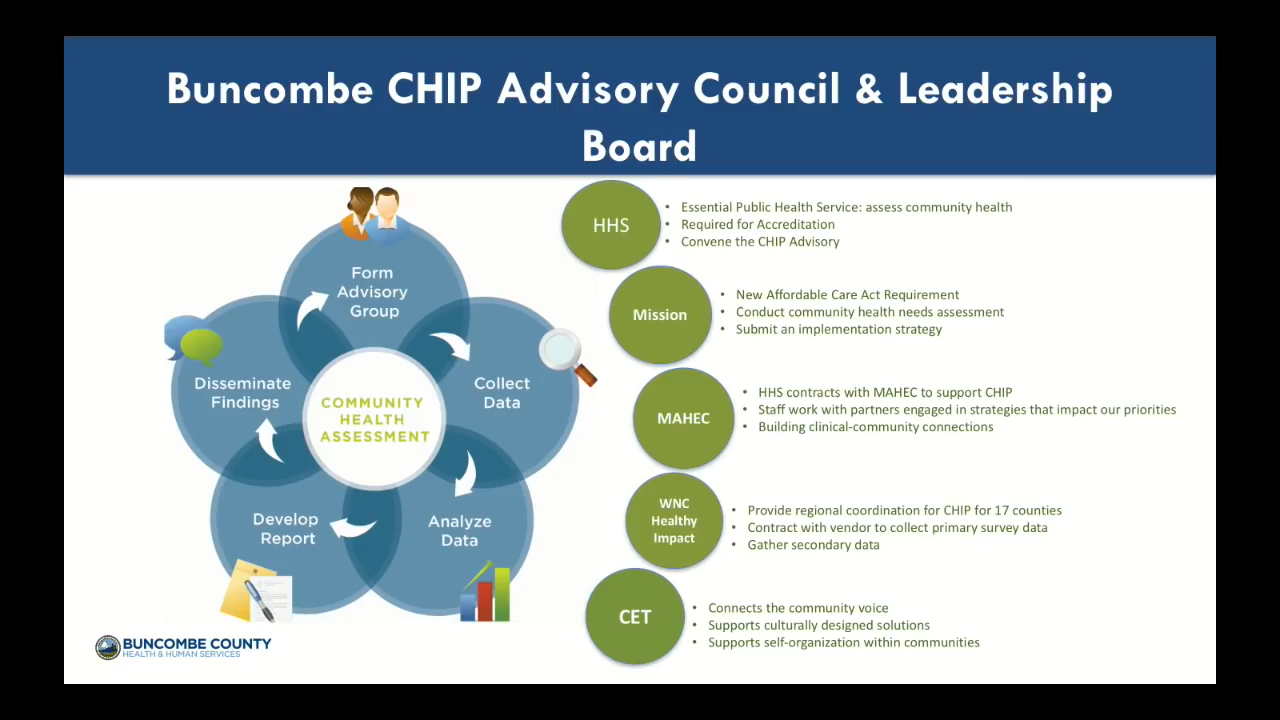 Buncombe CHIP Advisory Council & Leadership
Board
Form
Advisory
Group
Collect
Data
Analyze
Data
Develop
Report
Disseminate
Findings
COMMUNITY
HEALTH
ASSESSMENT
HHS
• Essential Public Health Service: assess community health
• Required for Accreditation
• Convene the CHIP Advisory
Mission
• New Affordable Care Act Requirement
• Conduct community health needs assessment
• Submit an implementation strategy
MAHEC
• HHS contracts with MAHEC to support CHIP
• Staff work with partners engaged in strategies that impact our priorities
• Building clinical-community connections
WNC
Healthy
Impact
• Provide regional coordination for CHIP for 17 counties
• Contract with vendor to collect primary survey data
• Gather secondary data
CET
• Connects the community voice
• Supports culturally designed solutions
• Supports self-organization within communities
BUNCOMBE COUNTY
HEALTH & HUMAN SERVICES